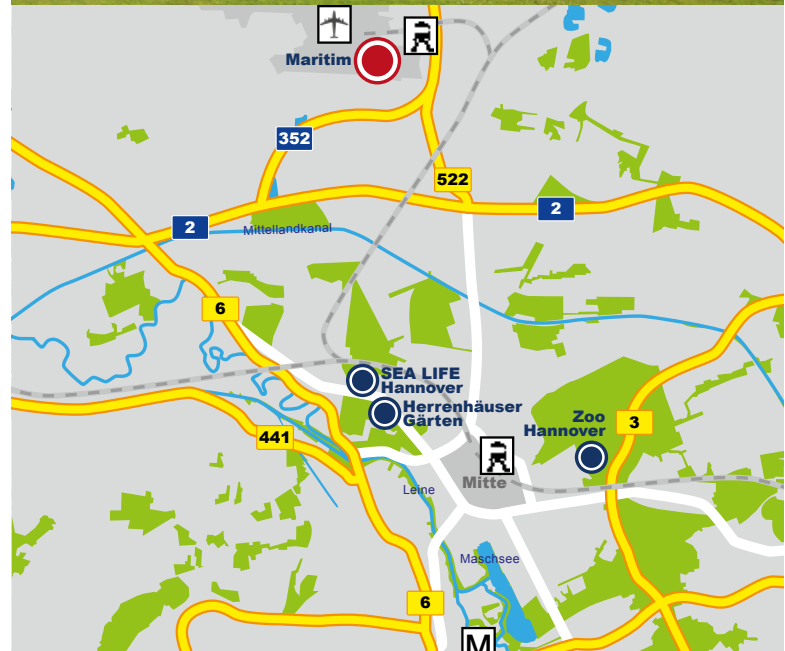 Maritim
352
522
2
2
Mittellandkanal
6
SEA LIFE
Hannover
Herrenhäuser
Gärten
Zoo
Hannover
3
441
Mitte
Leine
Maschsee
6
M